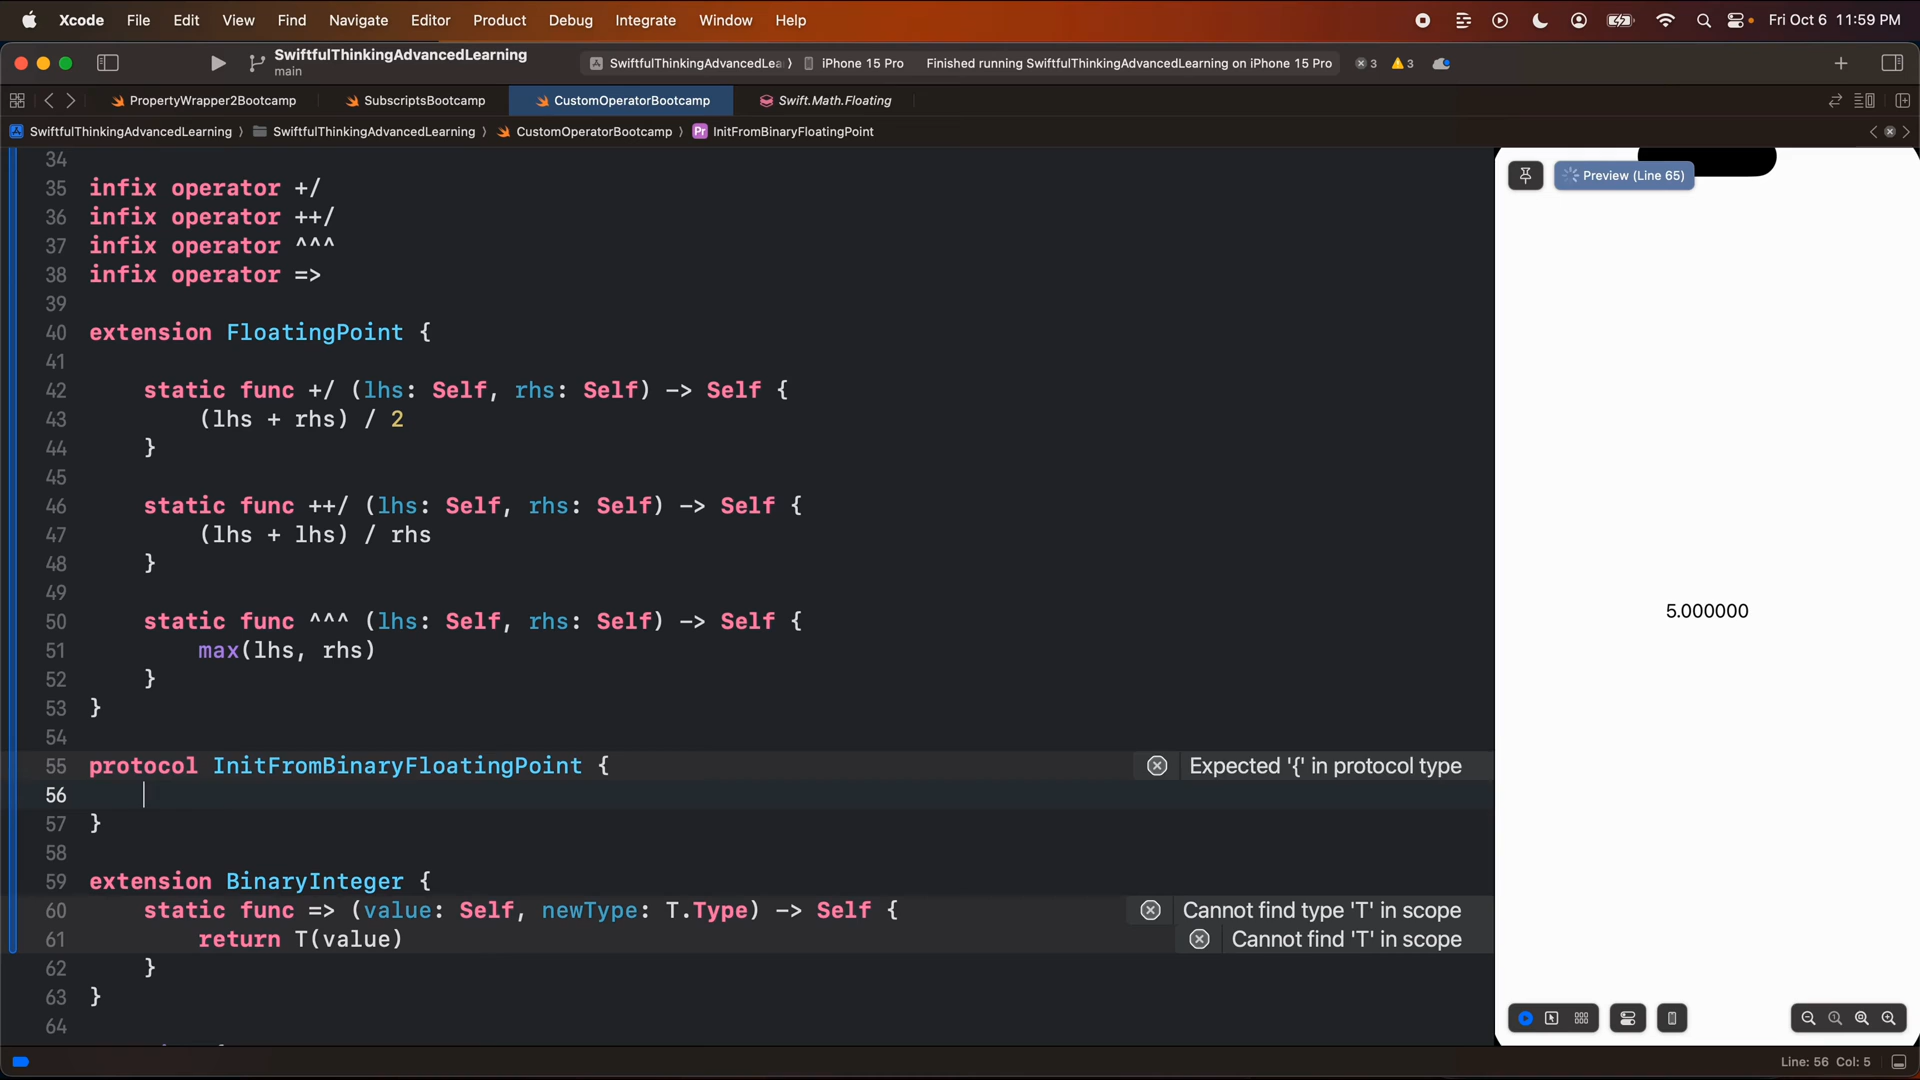 Xcode File Edit View Find Navigate Editor Product Debug Integrate Window Help Fri Oct 6 11:59 PM
SwiftfulThinkingAdvancedLearning
main
SwiftfulThinkingAdvancedLea 〉 iPhone 15 Pro Finished running SwiftfulThinkingAdvancedLearning on iPhone 15 Pro 3 3
PropertyWrapper2Bootcamp SubscriptsBootcamp CustomOperatorBootcamp Swift.Math.Floating
SwiftfulThinkingAdvancedLearning 〉 SwiftfulThinkingAdvancedLearning 〉 CustomOperatorBootcamp 〉 Pr InitFromBinaryFloatingPoint
34
35 infix operator +/
36 infix operator ++/
37 infix operator ^^^
38 infix operator =>
39
40 extension FloatingPoint {
41
42 static func +/ (lhs: Self, rhs: Self) -> Self {
43 (lhs + rhs) / 2
44 }
45
46 static func ++/ (lhs: Self, rhs: Self) -> Self {
47 (lhs + lhs) / rhs
48 }
49
50 static func ^^^ (lhs: Self, rhs: Self) -> Self {
51 max(lhs, rhs)
52 }
53 }
54
55 protocol InitFromBinaryFloatingPoint { Expected '{' in protocol type
56
57 }
58
59 extension BinaryInteger {
60 static func => (value: Self, newType: T.Type) -> Self { Cannot find type 'T' in scope
61 return T(value) Cannot find 'T' in scope
62 }
63 }
64
Preview (Line 65)
5.000000
Line: 56 Col: 5